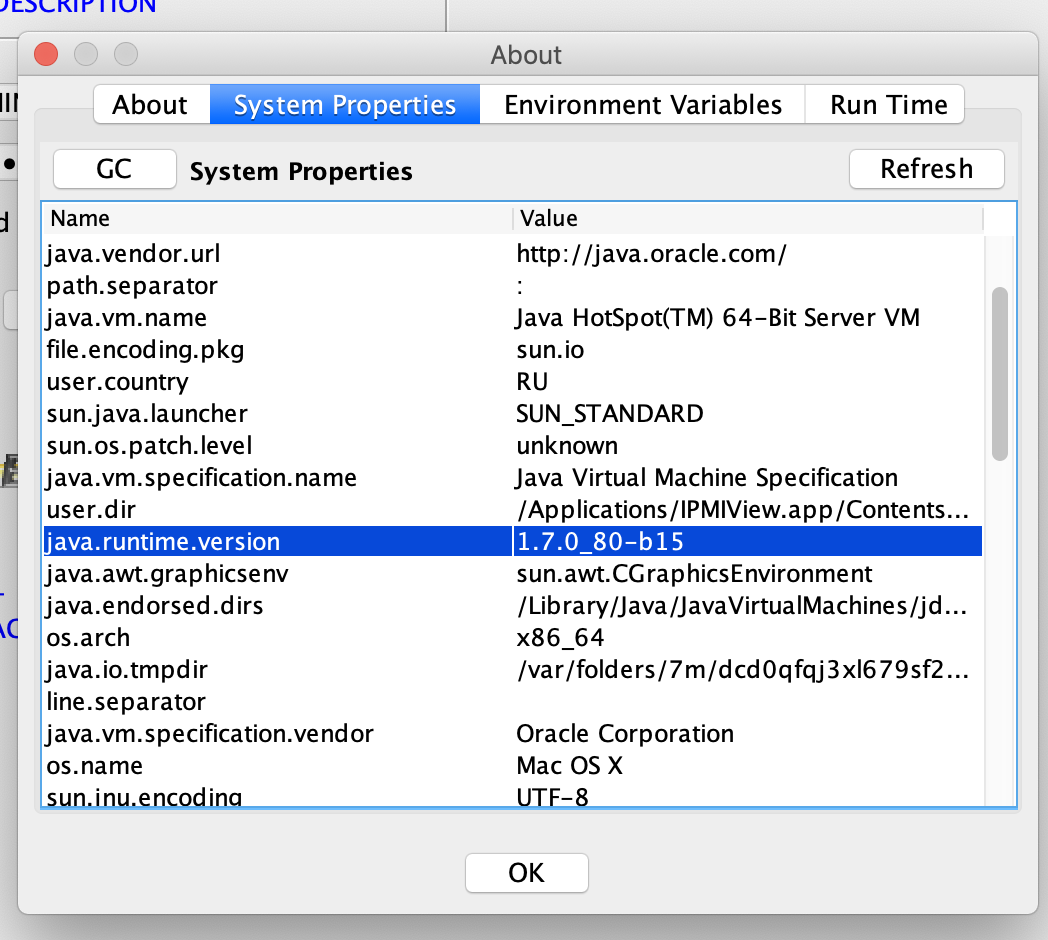 DESCRIPTION
About
About System Properties Environment Variables Run Time
GC System Properties Refresh
Name Value
java.vendor.url http://java.oracle.com/
path.separator :
java.vm.name Java HotSpot(TM) 64-Bit Server VM
file.encoding.pkg sun.io
user.country RU
sun.java.launcher SUN_STANDARD
sun.os.patch.level unknown
java.vm.specification.name Java Virtual Machine Specification
user.dir /Applications/IPMIView.app/Contents...
java.runtime.version 1.7.0_80-b15
java.awt.graphicsenv sun.awt.CGraphicsEnvironment
java.endorsed.dirs /Library/Java/JavaVirtualMachines/jd...
os.arch x86_64
java.io.tmpdir /var/folders/7m/dcd0qfqj3xl679sf2...
line.separator
java.vm.specification.vendor Oracle Corporation
os.name Mac OS X
sun.jnu.encoding UTF-8
OK